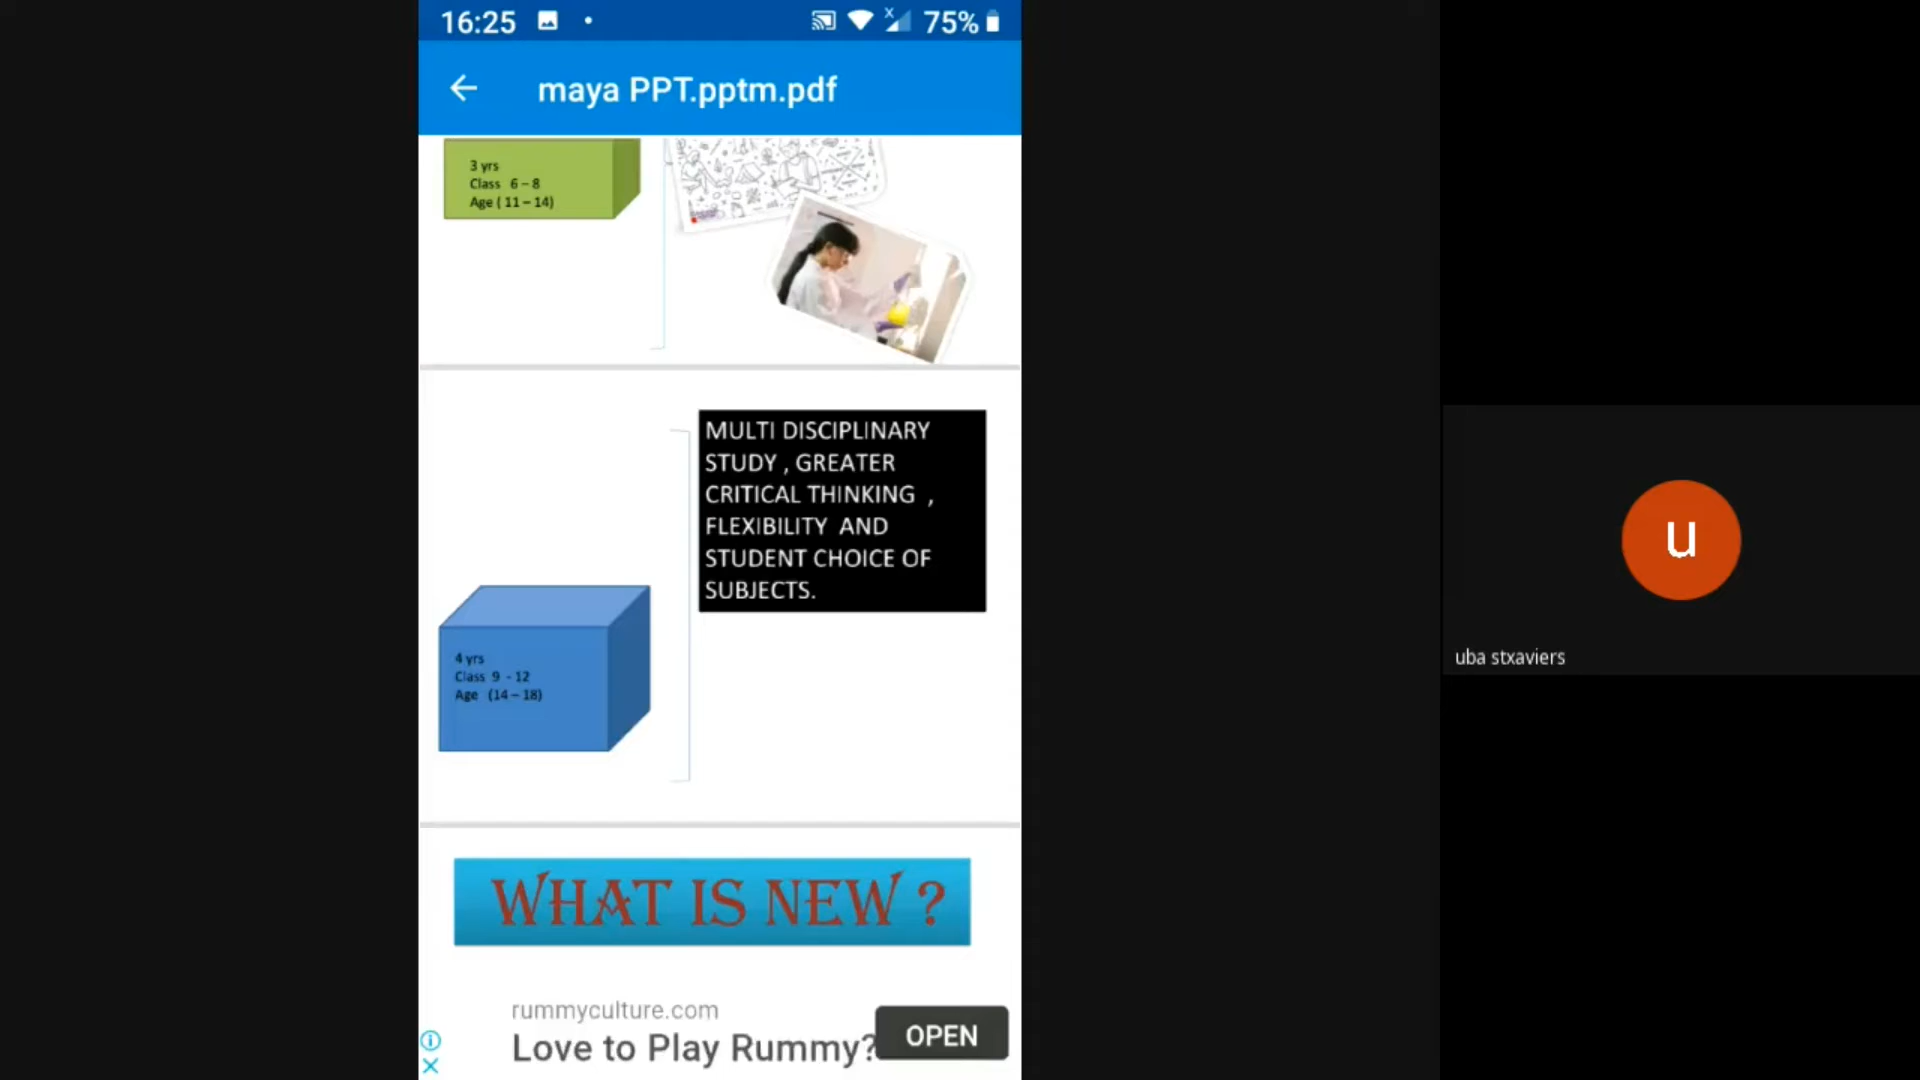 16:25
75%
maya PPT.pptm.pdf
3 yrs
Class 6 – 8
Age ( 11 – 14)
MULTI DISCIPLINARY
STUDY , GREATER
CRITICAL THINKING ,
FLEXIBILITY AND
STUDENT CHOICE OF
SUBJECTS.
4 yrs
Class 9 - 12
Age (14 – 18)
u
uba stxaviers
WHAT IS NEW ?
rummyculture.com
Love to Play Rummy?
OPEN